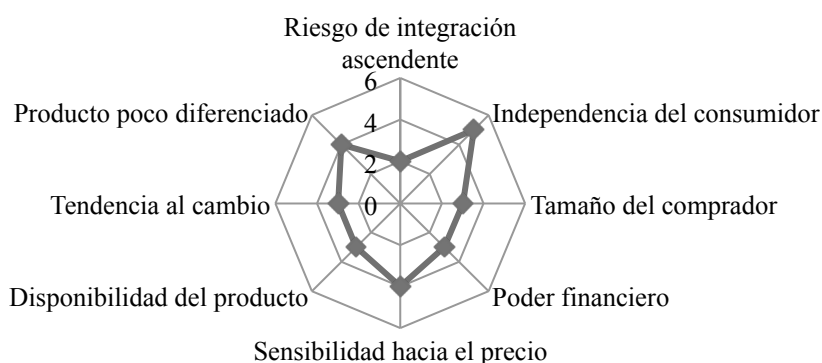 Riesgo de integración
ascendente
6
Producto poco diferenciado
Independencia del consumidor
4
2
Tendencia al cambio
0
Tamaño del comprador
Disponibilidad del producto
Poder financiero
Sensibilidad hacia el precio